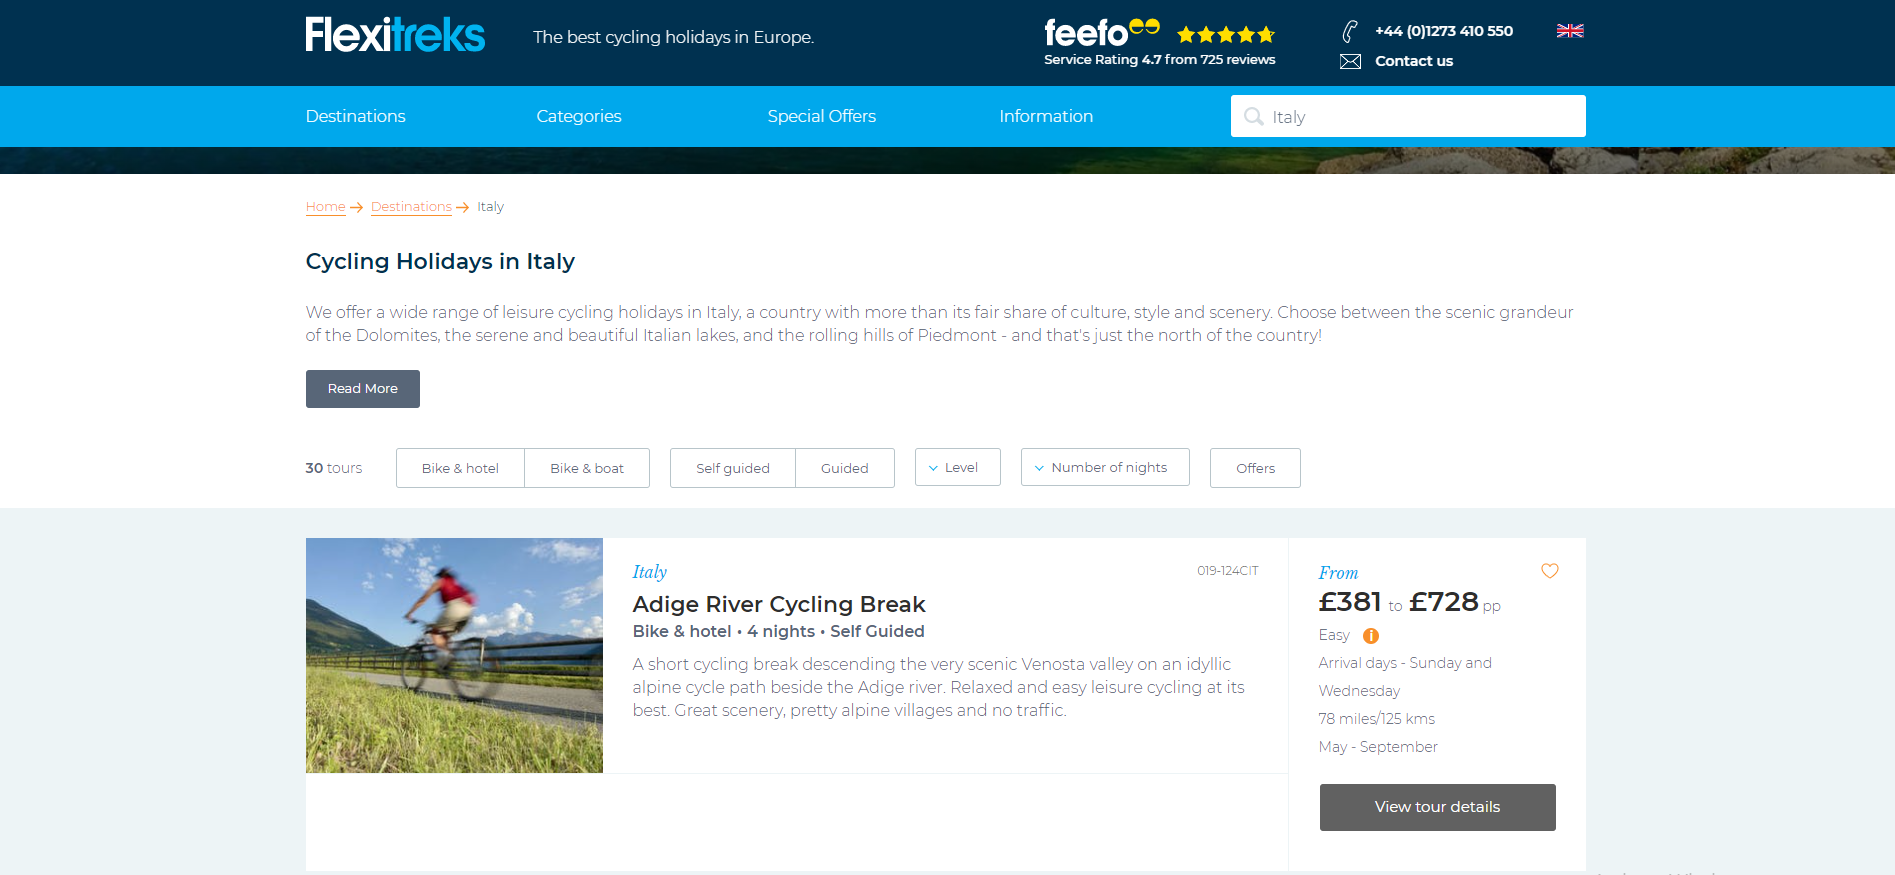 Flexitreks
The best cycling holidays in Europe.
feefo
Service Rating 4.7 from 725 reviews
+44 (0)1273 410 550
Contact us
Destinations
Categories
Special Offers
Information
Italy
Home
Destinations
Italy
Cycling Holidays in Italy
We offer a wide range of leisure cycling holidays in Italy, a country with more than its fair share of culture, style and scenery. Choose between the scenic grandeur
of the Dolomites, the serene and beautiful Italian lakes, and the rolling hills of Piedmont - and that's just the north of the country!
Read More
30 tours
Bike & hotel
Bike & boat
Self guided
Guided
Level
Number of nights
Offers
Italy
019-124CIT
Adige River Cycling Break
Bike & hotel • 4 nights • Self Guided
A short cycling break descending the very scenic Venosta valley on an idyllic
alpine cycle path beside the Adige river. Relaxed and easy leisure cycling at its
best. Great scenery, pretty alpine villages and no traffic.
From
£381 to £728 pp
Easy
Arrival days - Sunday and
Wednesday
78 miles/125 kms
May - September
View tour details